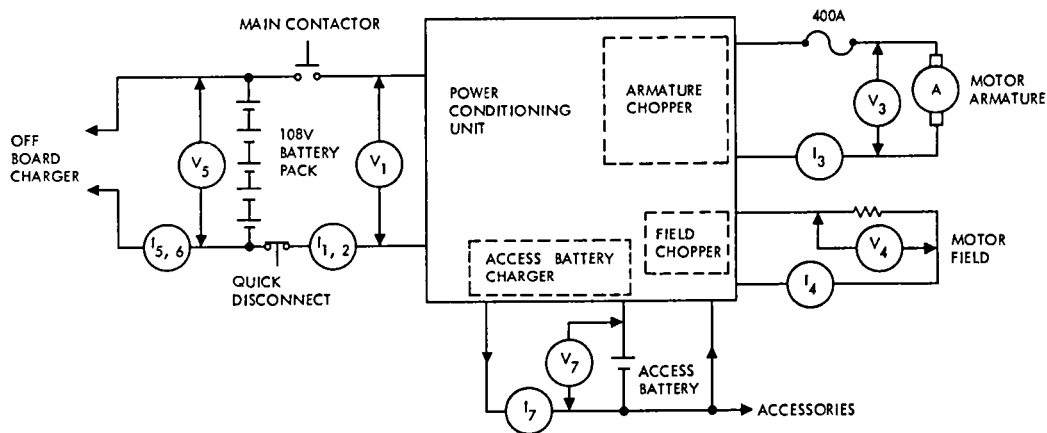 MAIN CONTACTOR
OFF
BOARD
CHARGER
V5
108V
BATTERY
PACK
V1
I5, 6
QUICK
DISCONNECT
I1, 2
POWER
CONDITIONING
UNIT
ARMATURE
CHOPPER
FIELD
CHOPPER
ACCESS BATTERY
CHARGER
400A
V3
A
MOTOR
ARMATURE
I3
V4
MOTOR
FIELD
I4
V7
ACCESS
BATTERY
I7
ACCESSORIES